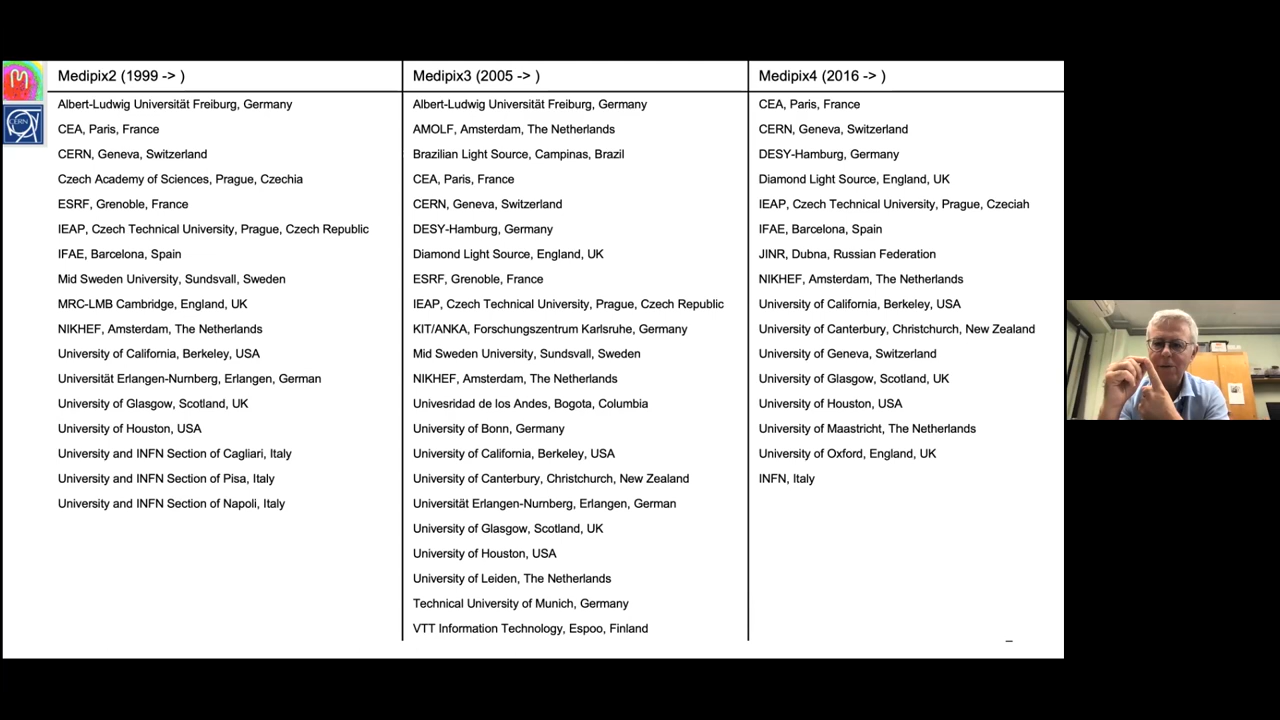 Medipix2 (1999 -> )
Albert-Ludwig Universität Freiburg, Germany
CEA, Paris, France
CERN, Geneva, Switzerland
Czech Academy of Sciences, Prague, Czechia
ESRF, Grenoble, France
IEAP, Czech Technical University, Prague, Czech Republic
IFAE, Barcelona, Spain
Mid Sweden University, Sundsvall, Sweden
MRC-LMB Cambridge, England, UK
NIKHEF, Amsterdam, The Netherlands
University of California, Berkeley, USA
Universität Erlangen-Nurnberg, Erlangen, German
University of Glasgow, Scotland, UK
University of Houston, USA
University and INFN Section of Cagliari, Italy
University and INFN Section of Pisa, Italy
University and INFN Section of Napoli, Italy
Medipix3 (2005 -> )
Albert-Ludwig Universität Freiburg, Germany
AMOLF, Amsterdam, The Netherlands
Brazilian Light Source, Campinas, Brazil
CEA, Paris, France
CERN, Geneva, Switzerland
DESY-Hamburg, Germany
Diamond Light Source, England, UK
ESRF, Grenoble, France
IEAP, Czech Technical University, Prague, Czech Republic
KIT/ANKA, Forschungszentrum Karlsruhe, Germany
Mid Sweden University, Sundsvall, Sweden
NIKHEF, Amsterdam, The Netherlands
Univesridad de los Andes, Bogota, Columbia
University of Bonn, Germany
University of California, Berkeley, USA
University of Canterbury, Christchurch, New Zealand
Universität Erlangen-Nurnberg, Erlangen, German
University of Glasgow, Scotland, UK
University of Houston, USA
University of Leiden, The Netherlands
Technical University of Munich, Germany
VTT Information Technology, Espoo, Finland
Medipix4 (2016 -> )
CEA, Paris, France
CERN, Geneva, Switzerland
DESY-Hamburg, Germany
Diamond Light Source, England, UK
IEAP, Czech Technical University, Prague, Czeciah
IFAE, Barcelona, Spain
JINR, Dubna, Russian Federation
NIKHEF, Amsterdam, The Netherlands
University of California, Berkeley, USA
University of Canterbury, Christchurch, New Zealand
University of Geneva, Switzerland
University of Glasgow, Scotland, UK
University of Houston, USA
University of Maastricht, The Netherlands
University of Oxford, England, UK
INFN, Italy
M
CERN